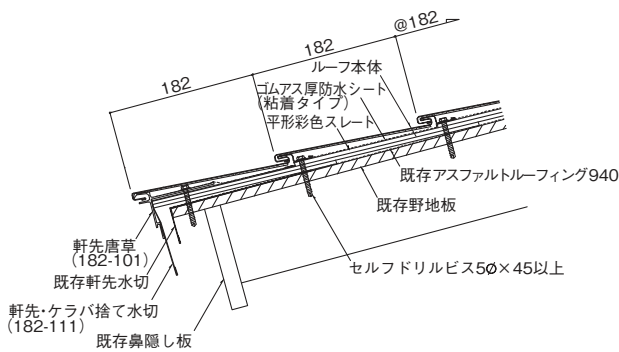 @182
182
182
ルーフ本体
ゴムアス厚防水シート
(粘着タイプ)
平形彩色スレート
既存アスファルトルーフィング940
既存野地板
セルフドリルビス5ø×45以上
軒先唐草
(182-101)
既存軒先水切
軒先・ケラバ捨て水切
(182-111)
既存鼻隠し板